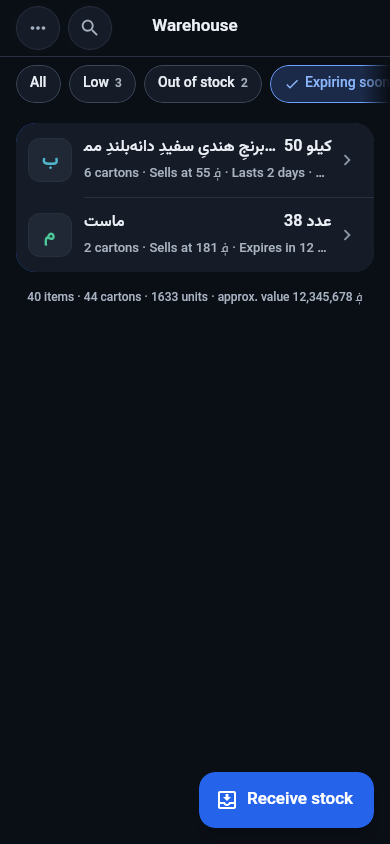 Warehouse
All
Low 3
Out of stock 2
Expiring soon
ب
برنجِ هندیِ سفیدِ دانه‌بلندِ مم…
50 کیلو
6 cartons · Sells at 55 ؋ · Lasts 2 days · …
م
ماست
38 عدد
2 cartons · Sells at 181 ؋ · Expires in 12 …
40 items · 44 cartons · 1633 units · approx. value 12,345,678 ؋
Receive stock